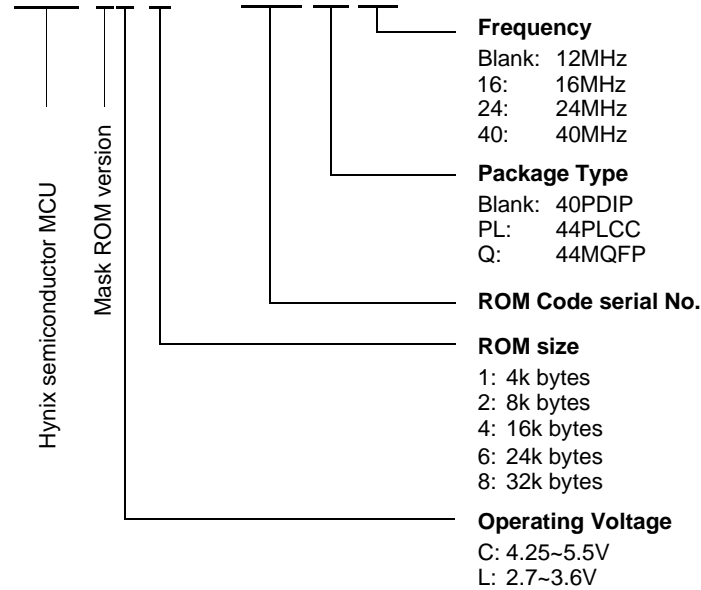 Frequency
Blank: 12MHz
16: 16MHz
24: 24MHz
40: 40MHz
Package Type
Blank: 40PDIP
PL: 44PLCC
Q: 44MQFP
ROM Code serial No.
ROM size
1: 4k bytes
2: 8k bytes
4: 16k bytes
6: 24k bytes
8: 32k bytes
Operating Voltage
C: 4.25~5.5V
L: 2.7~3.6V
Mask ROM version
Hynix semiconductor MCU